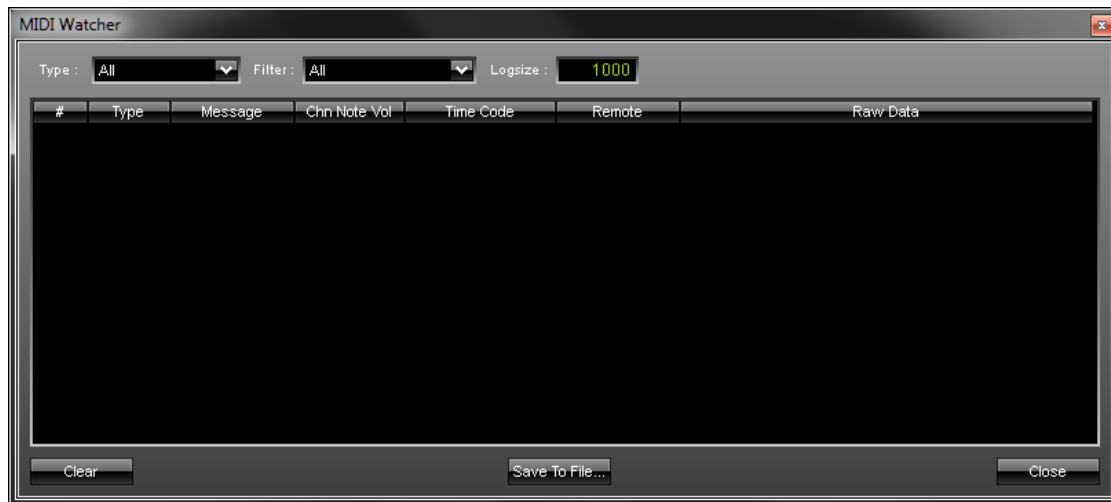 MIDI Watcher
Type : All Filter : All Logsize : 1000
# Type Message Chn Note Vol Time Code Remote Raw Data
Clear Save To File... Close